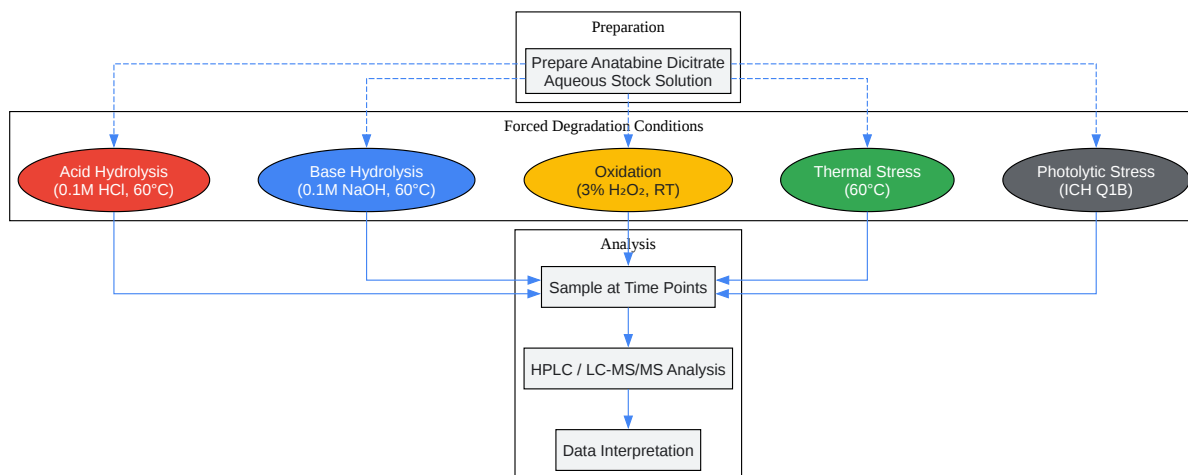 Preparation
Prepare Anatabine Dicitrate
Aqueous Stock Solution
Forced Degradation Conditions
Acid Hydrolysis
(0.1M HCl, 60°C)
Base Hydrolysis
(0.1M NaOH, 60°C)
Oxidation
(3% H₂O₂, RT)
Thermal Stress
(60°C)
Photolytic Stress
(ICH Q1B)
Analysis
Sample at Time Points
HPLC / LC-MS/MS Analysis
Data Interpretation